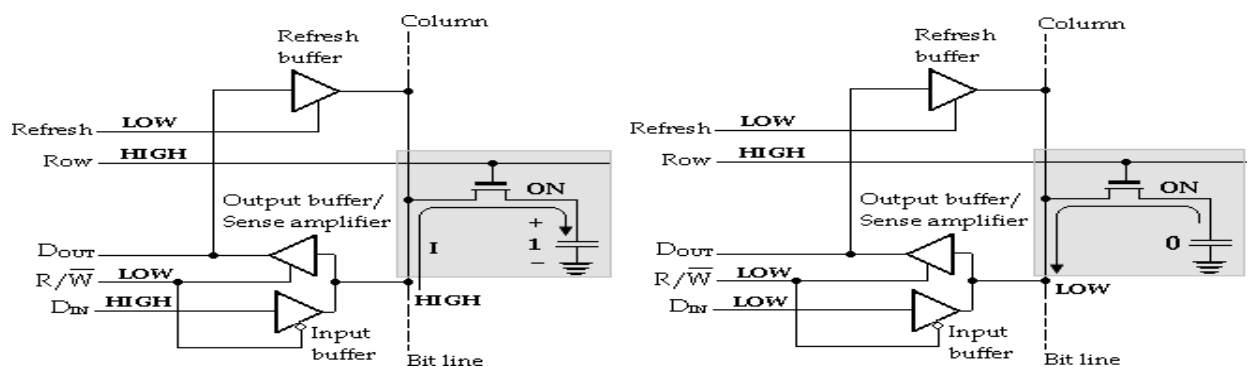 Column
Refresh
buffer
Refresh LOW
Row HIGH
ON
Output buffer/
Sense amplifier
+
DOUT I 1
R/W̅ LOW –
DIN HIGH HIGH
Input
buffer
Bit line
Column
Refresh
buffer
Refresh LOW
Row HIGH
ON
Output buffer/
Sense amplifier
DOUT 0
R/W̅ LOW
DIN LOW LOW
Input
buffer
Bit line